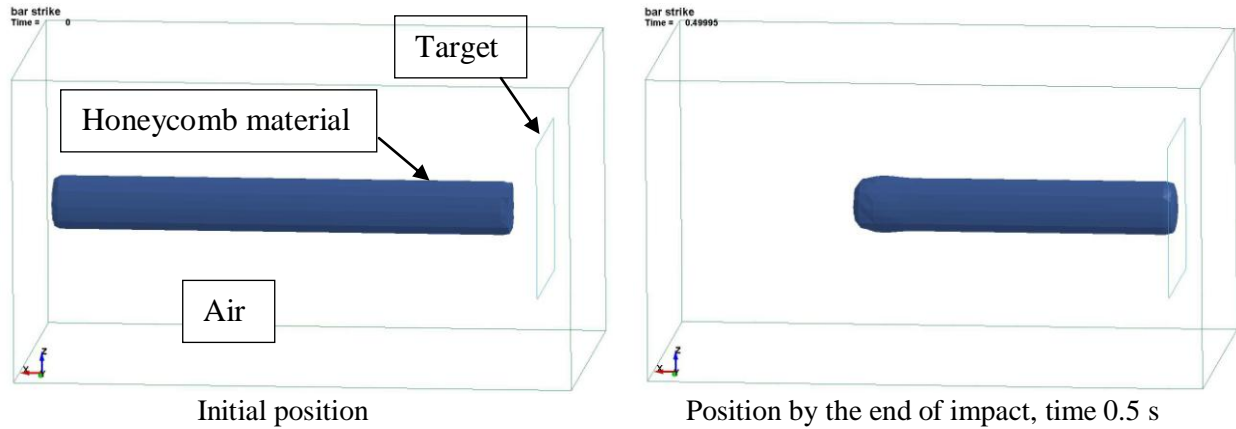 bar strike
Time = 0
Target
Honeycomb material
Air
Z
X
Y
Initial position
bar strike
Time = 0.49995
Z
X
Y
Position by the end of impact, time 0.5 s